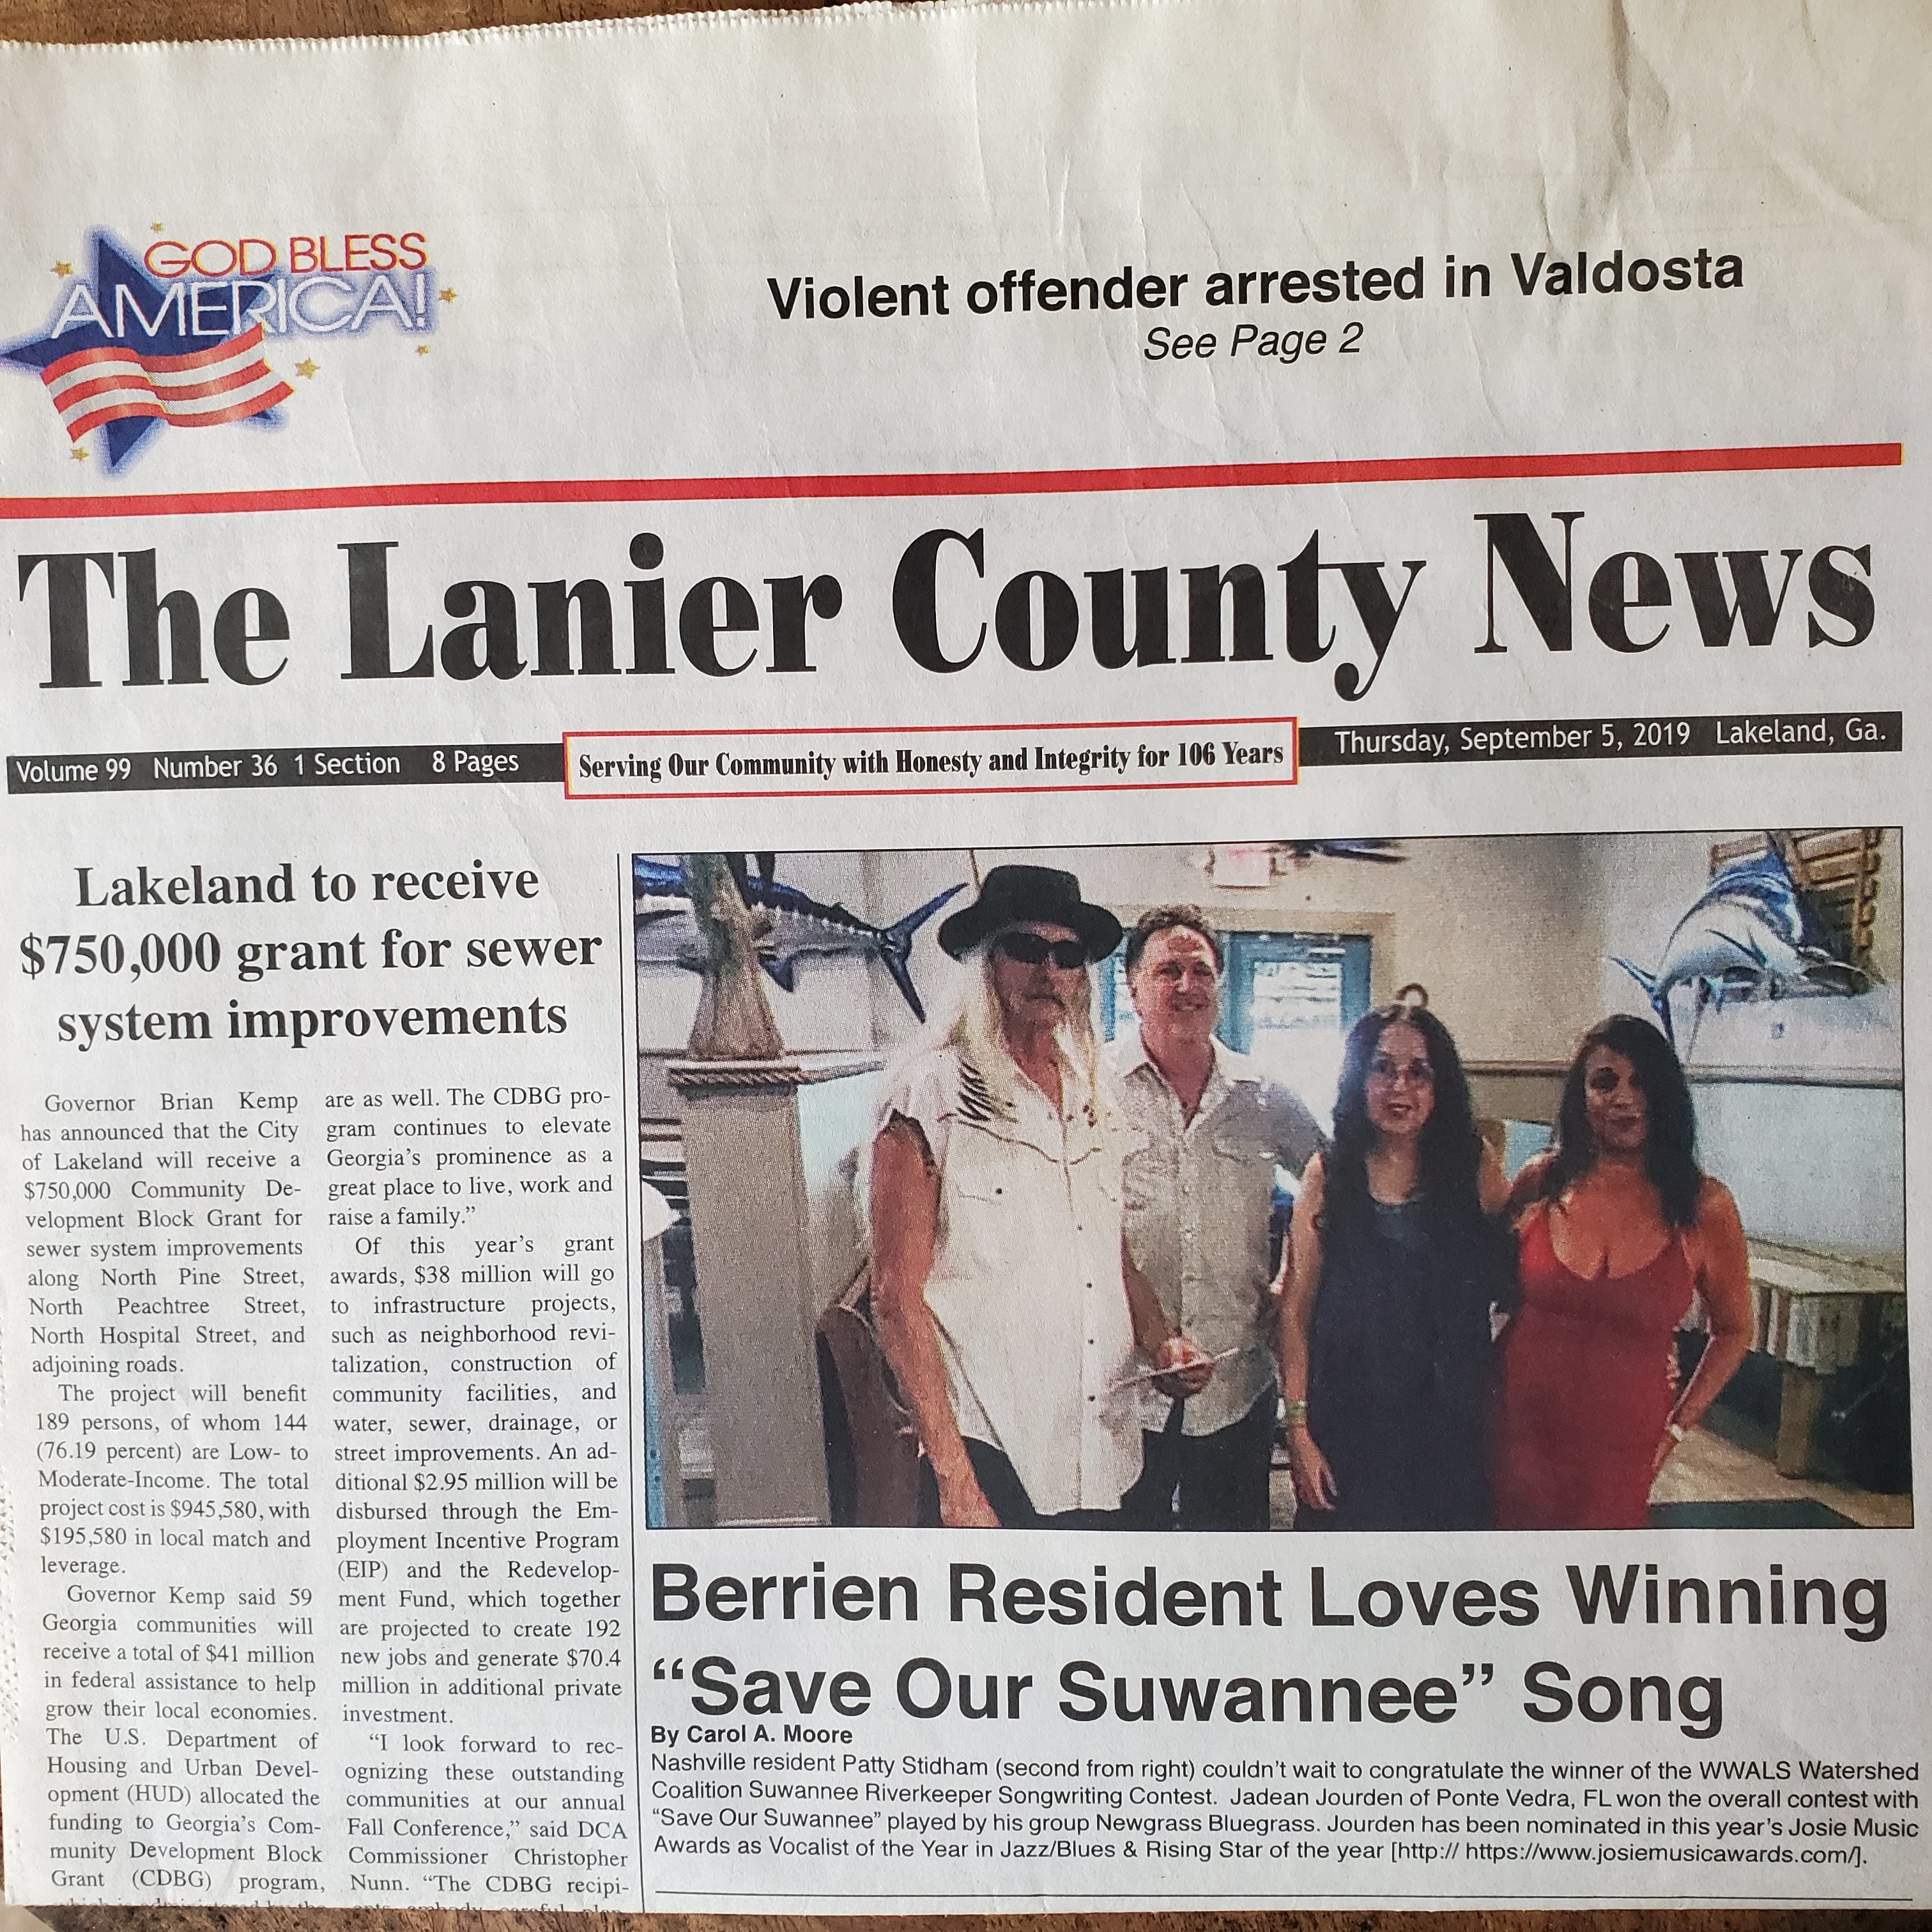 GOD BLESS
AMERICA!
Violent offender arrested in Valdosta
See Page 2
The Lanier County News
Volume 99 Number 36 1 Section 8 Pages
Serving Our Community with Honesty and Integrity for 106 Years
Thursday, September 5, 2019 Lakeland, Ga.
Lakeland to receive
$750,000 grant for sewer
system improvements
Governor Brian Kemp
has announced that the City
of Lakeland will receive a
$750,000 Community De-
velopment Block Grant for
sewer system improvements
along North Pine Street,
North Peachtree Street,
North Hospital Street, and
adjoining roads.
The project will benefit
189 persons, of whom 144
(76.19 percent) are Low- to
Moderate-Income. The total
project cost is $945,580, with
$195,580 in local match and
leverage.
Governor Kemp said 59
Georgia communities will
receive a total of $41 million
in federal assistance to help
grow their local economies.
The U.S. Department of
Housing and Urban Devel-
opment (HUD) allocated the
funding to Georgia's Com-
munity Development Block
Grant (CDBG) program,
are as well. The CDBG pro-
gram continues to elevate
Georgia's prominence as a
great place to live, work and
raise a family.”
Of this year's grant
awards, $38 million will go
to infrastructure projects,
such as neighborhood revi-
talization, construction of
community facilities, and
water, sewer, drainage, or
street improvements. An ad-
ditional $2.95 million will be
disbursed through the Em-
ployment Incentive Program
(EIP) and the Redevelop-
ment Fund, which together
are projected to create 192
new jobs and generate $70.4
million in additional private
investment.
“I look forward to rec-
ognizing these outstanding
communities at our annual
Fall Conference,” said DCA
Commissioner Christopher
Nunn. “The CDBG recipi-
Berrien Resident Loves Winning
“Save Our Suwannee” Song
By Carol A. Moore
Nashville resident Patty Stidham (second from right) couldn't wait to congratulate the winner of the WWALS Watershed
Coalition Suwannee Riverkeeper Songwriting Contest. Jadean Jourden of Ponte Vedra, FL won the overall contest with
“Save Our Suwannee” played by his group Newgrass Bluegrass. Jourden has been nominated in this year's Josie Music
Awards as Vocalist of the Year in Jazz/Blues & Rising Star of the year [http:// https://www.josiemusicawards.com/].